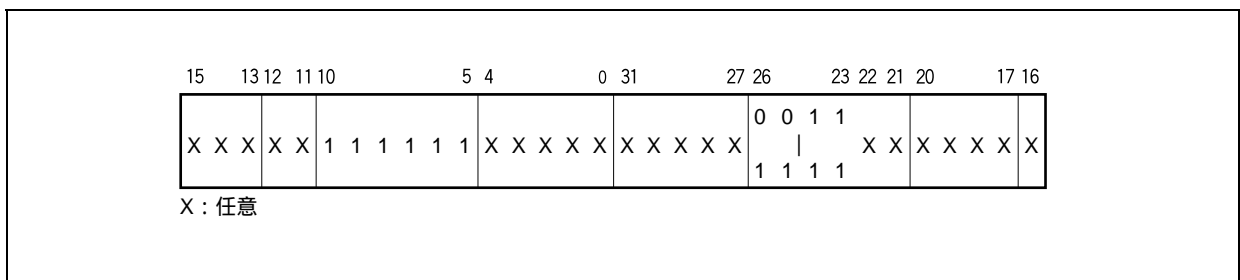 15 13 12 11 10 5 4 0 31 27 26 23 22 21 20 17 16
0 0 1 1
X X X X X 1 1 1 1 1 1 X X X X X X X X X X | X X X X X X X
1 1 1 1
X：任意